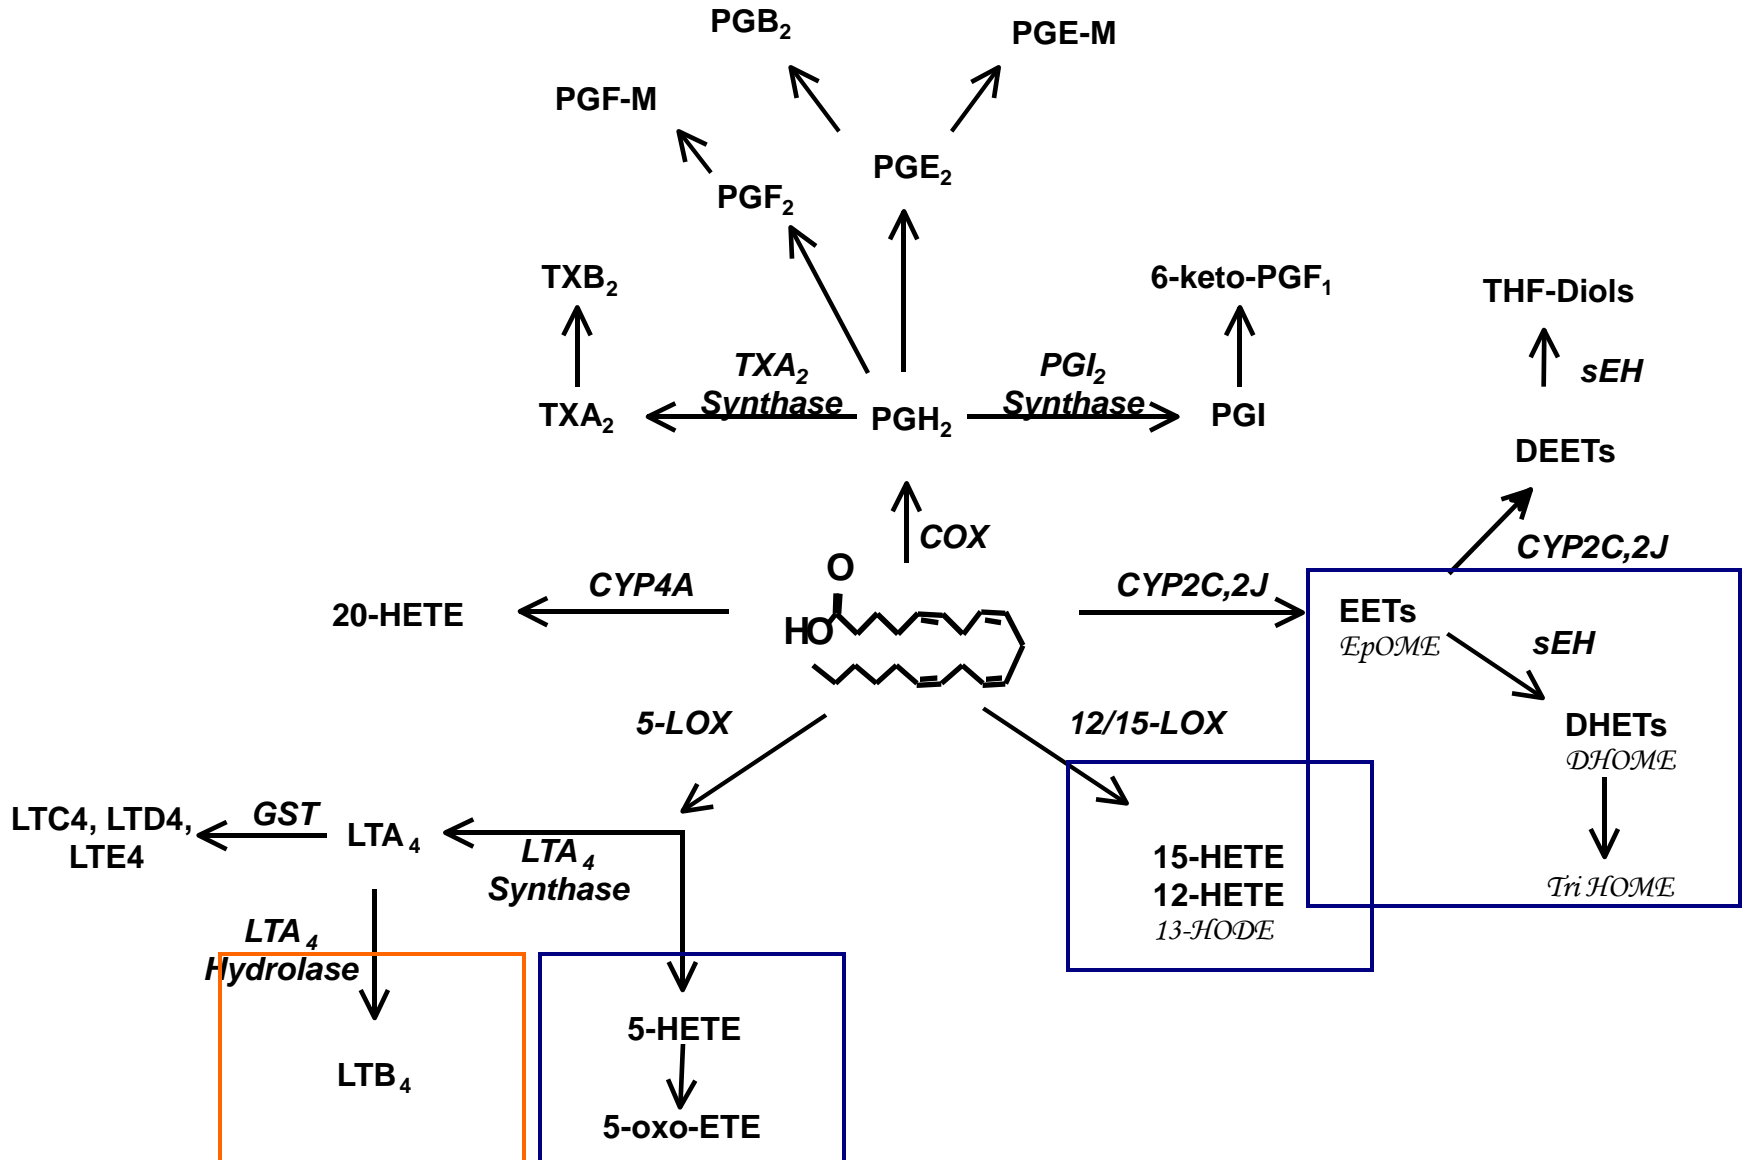 PGB2
PGE-M
PGF-M
PGE2
PGF2
TXB2
6-keto-PGF1
THF-Diols
TXA2
Synthase
PGI2
Synthase
sEH
TXA2
PGH2
PGI
DEETs
COX
CYP2C,2J
O
CYP4A
CYP2C,2J
20-HETE
HO
EETs
EpOME
sEH
5-LOX
12/15-LOX
DHETs
DHOME
LTC4, LTD4,
LTE4
GST
LTA4
LTA4
Synthase
15-HETE
12-HETE
13-HODE
Tri HOME
LTA4
Hydrolase
5-HETE
LTB4
5-oxo-ETE